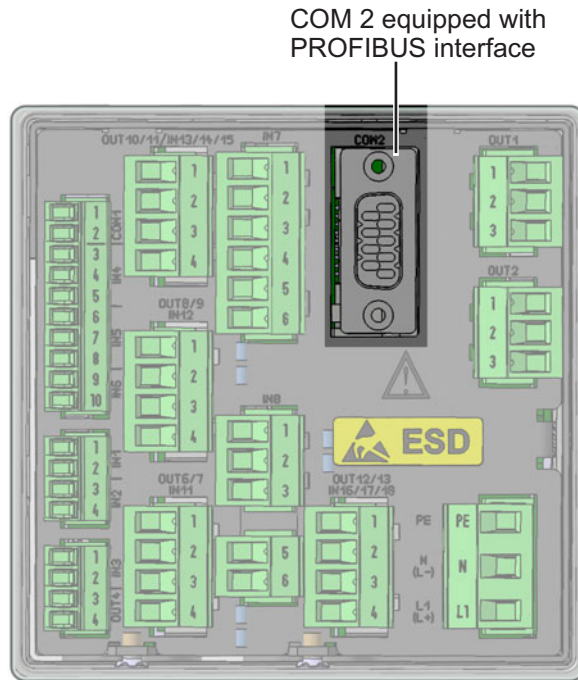 COM 2 equipped with
PROFIBUS interface
OUT10/11/IN13/14/15
IN7
COM2
OUT1
1
2
3
4
1
2
3
4
5
6
1
2
3
1
2
3
4
5
6
7
8
9
10
COM1
IN4
IN5
IN6
OUT8/9
IN12
1
2
3
4
OUT2
1
2
3
IN8
1
2
3
ESD
1
2
3
4
IN1
IN2
OUT6/7
IN11
1
2
3
4
5
6
OUT12/13
IN16/17/18
1
2
3
4
PE
N
(L-)
L1
(L+)
PE
N
L1
1
2
3
4
IN3
OUT4